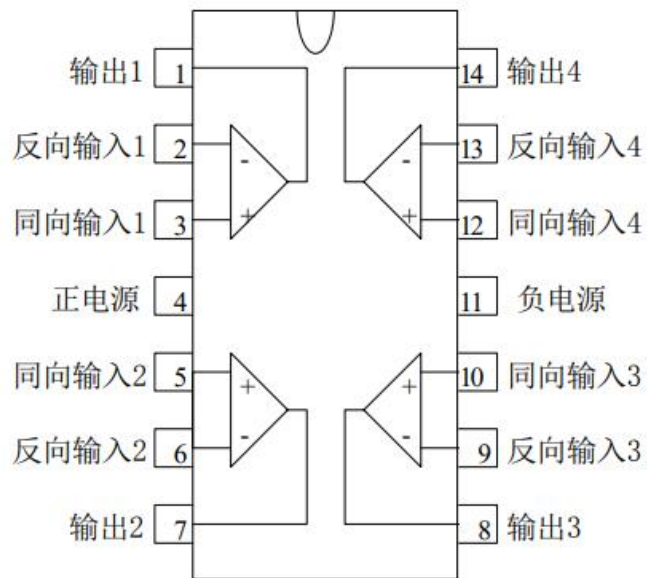 输出1 1 14 输出4
反向输入1 2 - - 13 反向输入4
同向输入1 3 + + 12 同向输入4
正电源 4 11 负电源
同向输入2 5 + + 10 同向输入3
反向输入2 6 - - 9 反向输入3
输出2 7 8 输出3